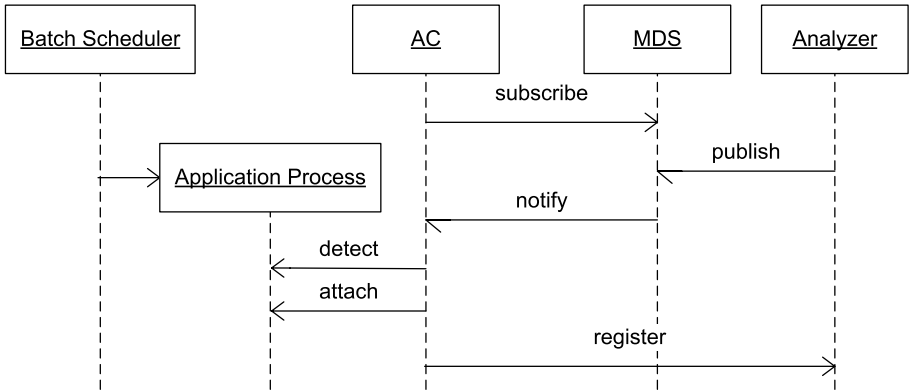 Batch Scheduler
AC
MDS
Analyzer
subscribe
publish
Application Process
notify
detect
attach
register